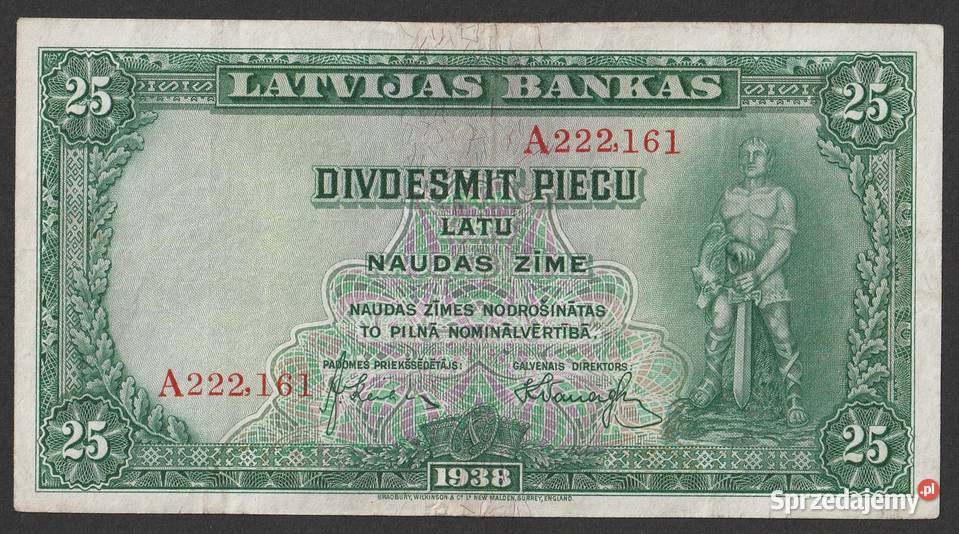 25 LATVIJAS BANKAS 25
A222,161
DIVDESMIT PIECU
LATU
NAUDAS ZĪME
NAUDAS ZĪMES NODROŠINĀTAS
TO PILNĀ NOMINĀLVĒRTĪBĀ.
PADOMES PRIEKŠSĒDĒTĀJS: GALVENAIS DIREKTORS:
A222,161
25 25
1938
BRADBURY, WILKINSON & Cº Lᵈ NEW MALDEN, SURREY, ENGLAND.
Sprzedajemy.pl